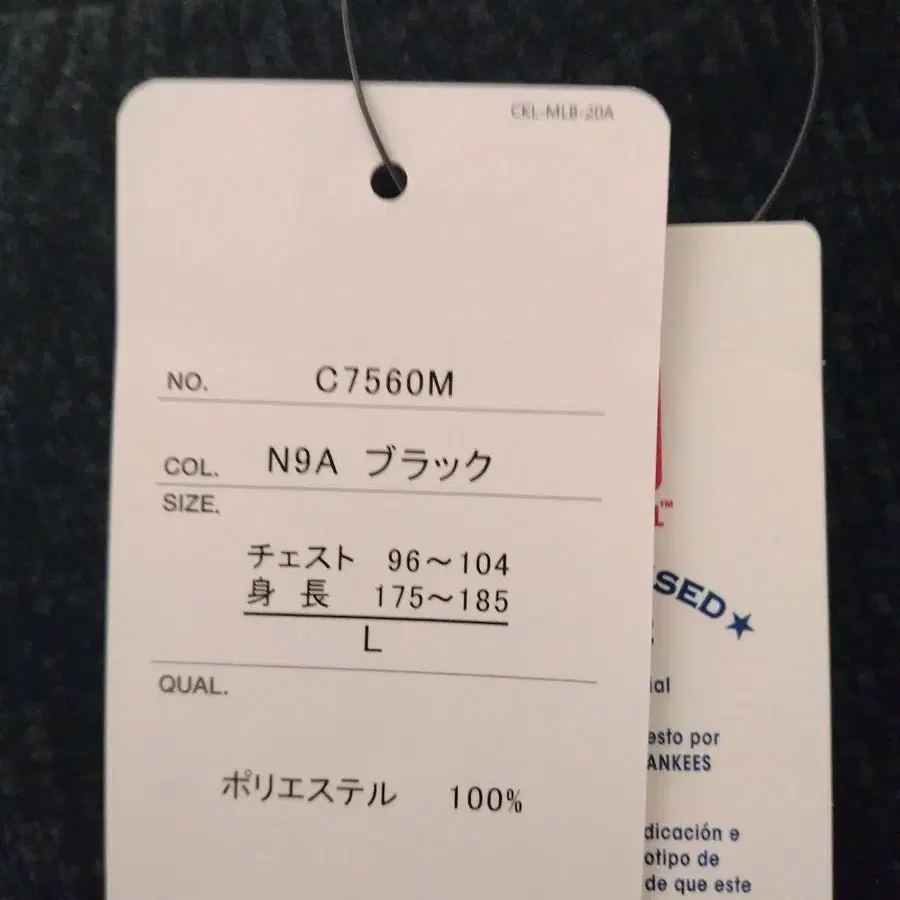 CKL-MLB-20A
NO. C7560M
COL. N9A ブラック
SIZE.
チェスト 96～104
身長 175～185
L
QUAL.
ポリエステル 100%
L™
SED★
ial
esto por
ANKEES
dicación e
otipo de
de que este